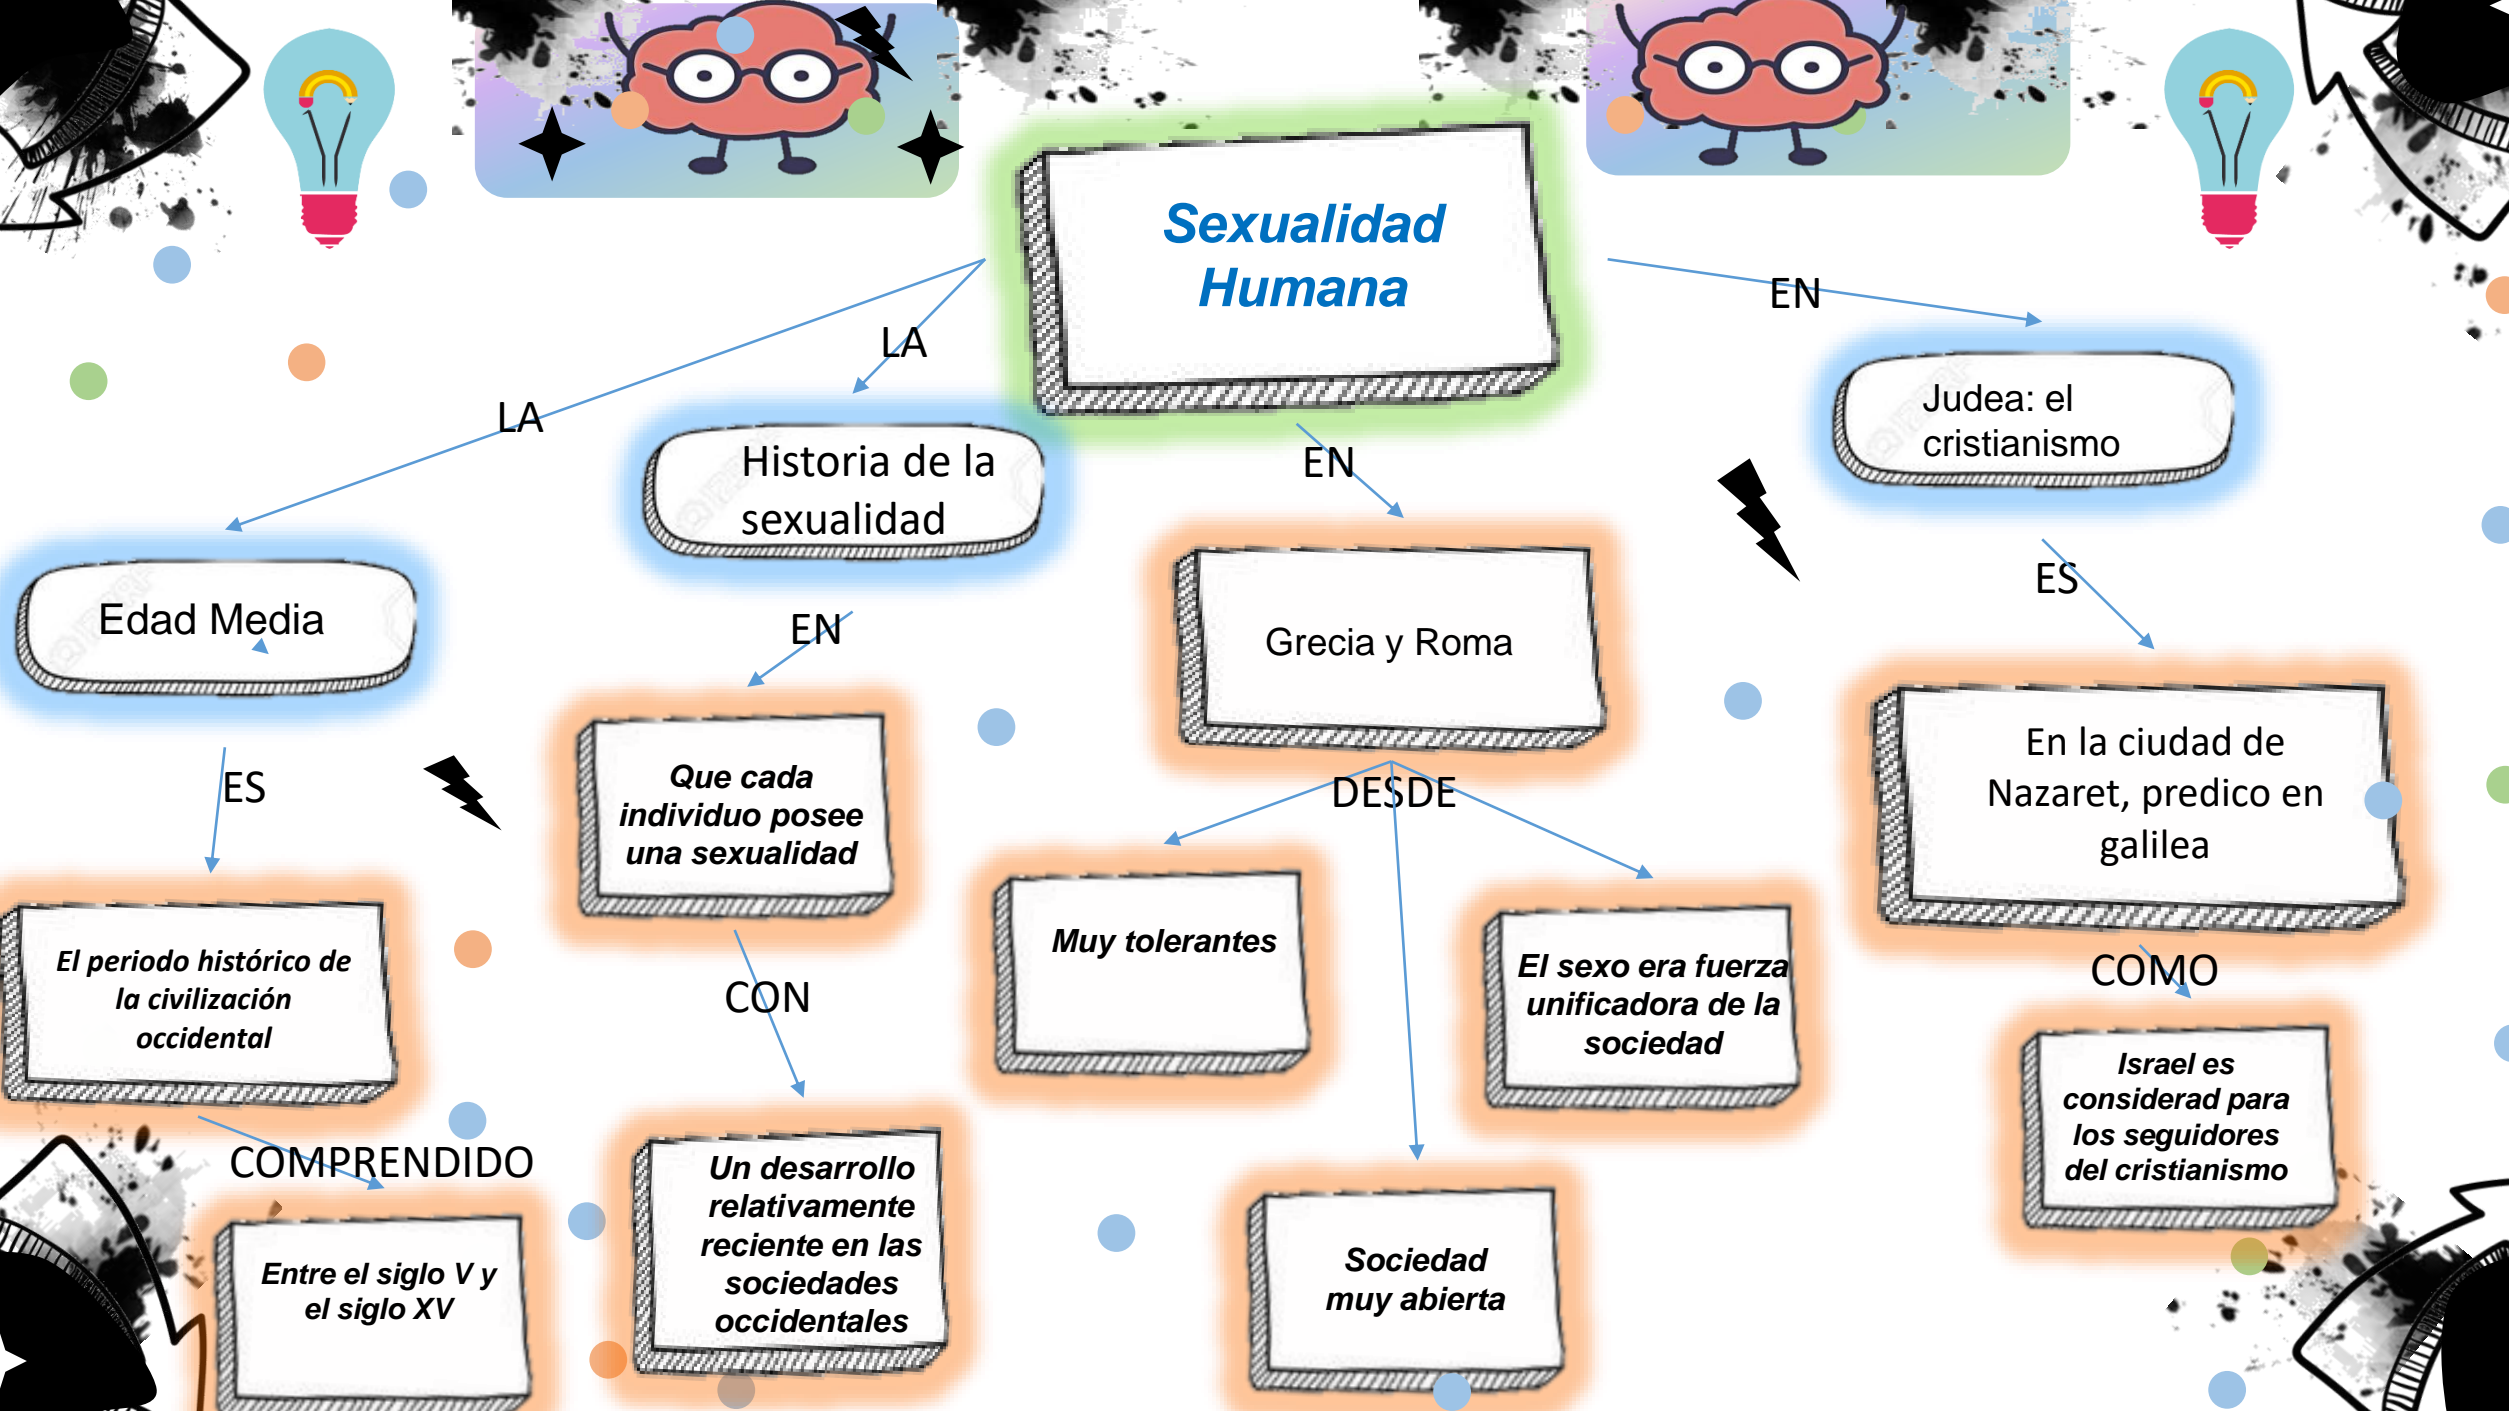 Sexualidad
Humana
LA
LA
EN
EN
Edad Media
ES
El periodo histórico de
la civilización
occidental
COMPRENDIDO
Entre el siglo V y
el siglo XV
Historia de la
sexualidad
EN
Que cada
individuo posee
una sexualidad
CON
Un desarrollo
relativamente
reciente en las
sociedades
occidentales
Grecia y Roma
DESDE
Muy tolerantes
Sociedad
muy abierta
El sexo era fuerza
unificadora de la
sociedad
Judea: el
cristianismo
ES
En la ciudad de
Nazaret, predico en
galilea
COMO
Israel es
considerad para
los seguidores
del cristianismo